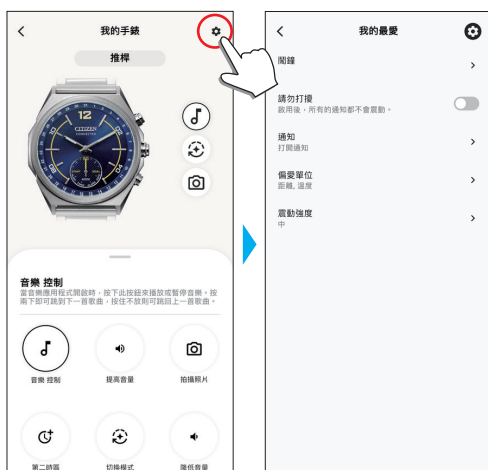 我的手錶
推桿
12
CITIZEN
音樂 控制
當音樂應用程式開啟時，按下此按鈕來播放或暫停音樂。按
兩下即可跳到下一首歌曲，按住不放則可跳回上一首歌曲。
音樂 控制
提高音量
拍攝照片
第二時區
切換模式
降低音量
我的最愛
鬧鐘
請勿打擾
啟用後，所有的通知都不會震動。
通知
打開通知
偏愛單位
距離, 溫度
震動強度
中